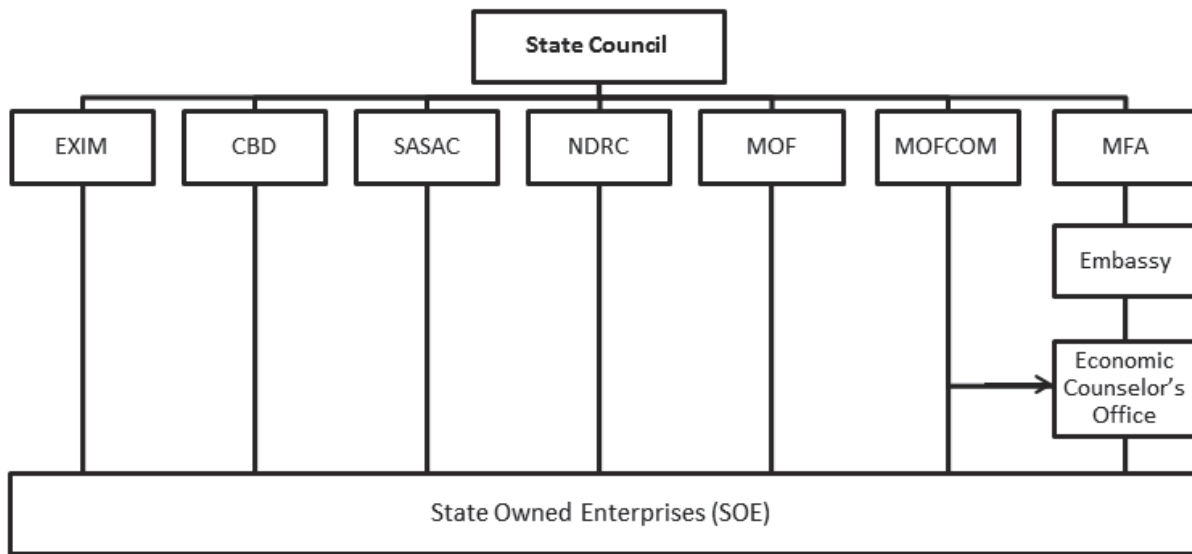 State Council
EXIM
CBD
SASAC
NDRC
MOF
MOFCOM
MFA
Embassy
Economic
Counselor's
Office
State Owned Enterprises (SOE)